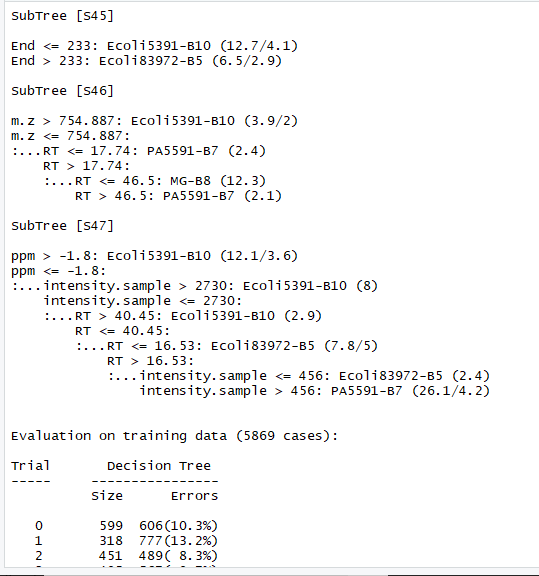 SubTree [S45]
End <= 233: Ecoli5391-B10 (12.7/4.1)
End > 233: Ecoli83972-B5 (6.5/2.9)
SubTree [S46]
m.z > 754.887: Ecoli5391-B10 (3.9/2)
m.z <= 754.887:
:...RT <= 17.74: PA5591-B7 (2.4)
    RT > 17.74:
    :...RT <= 46.5: MG-B8 (12.3)
        RT > 46.5: PA5591-B7 (2.1)
SubTree [S47]
ppm > -1.8: Ecoli5391-B10 (12.1/3.6)
ppm <= -1.8:
:...intensity.sample > 2730: Ecoli5391-B10 (8)
    intensity.sample <= 2730:
    :...RT > 40.45: Ecoli5391-B10 (2.9)
        RT <= 40.45:
        :...RT <= 16.53: Ecoli83972-B5 (7.8/5)
            RT > 16.53:
            :...intensity.sample <= 456: Ecoli83972-B5 (2.4)
                intensity.sample > 456: PA5591-B7 (26.1/4.2)
Evaluation on training data (5869 cases):
Trial       Decision Tree
-----     ----------------
          Size      Errors
   0       599  606(10.3%)
   1       318  777(13.2%)
   2       451  489( 8.3%)